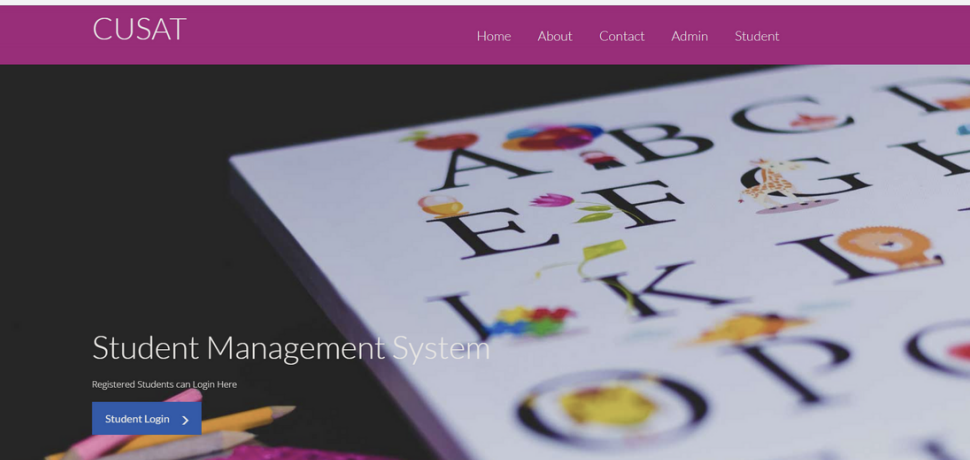 CUSAT
Home About Contact Admin Student
A B C D
E F G H
I K L
O P
Student Management System
Registered Students can Login Here
Student Login